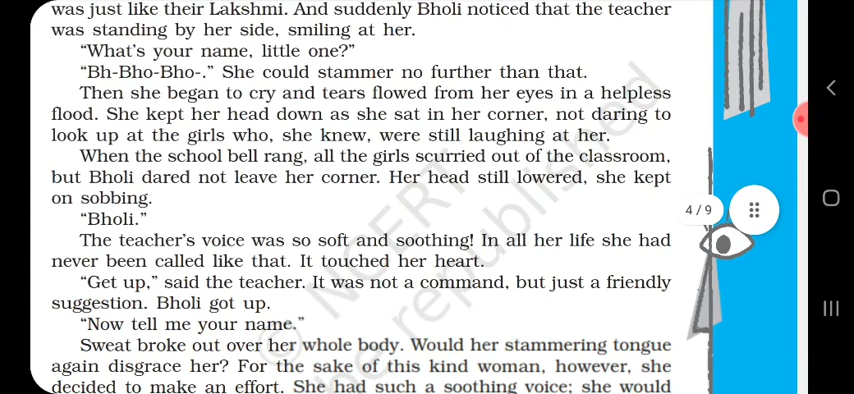 was just like their Lakshmi. And suddenly Bholi noticed that the teacher
was standing by her side, smiling at her.
“What’s your name, little one?”
“Bh-Bho-Bho-.” She could stammer no further than that.
Then she began to cry and tears flowed from her eyes in a helpless
flood. She kept her head down as she sat in her corner, not daring to
look up at the girls who, she knew, were still laughing at her.
When the school bell rang, all the girls scurried out of the classroom,
but Bholi dared not leave her corner. Her head still lowered, she kept
on sobbing.
“Bholi.”
The teacher’s voice was so soft and soothing! In all her life she had
never been called like that. It touched her heart.
“Get up,” said the teacher. It was not a command, but just a friendly
suggestion. Bholi got up.
“Now tell me your name.”
Sweat broke out over her whole body. Would her stammering tongue
again disgrace her? For the sake of this kind woman, however, she
decided to make an effort. She had such a soothing voice; she would
4/9
© NCERT
be republished